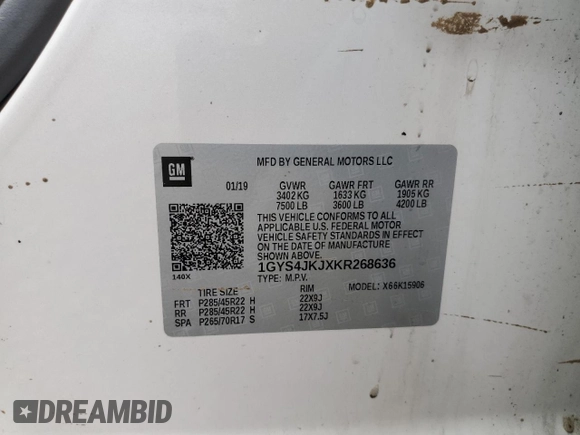 GM
MFD BY GENERAL MOTORS LLC
01/19 GVWR GAWR FRT GAWR RR
3402 KG 1633 KG 1905 KG
7500 LB 3600 LB 4200 LB
THIS VEHICLE CONFORMS TO ALL
APPLICABLE U.S. FEDERAL MOTOR
VEHICLE SAFETY STANDARDS IN EFFECT
ON THE DATE OF MANUFACTURE
SHOWN ABOVE.
140X
1GYS4JKJXKR268636
TYPE: M.P.V.
TIRE SIZE RIM MODEL: X66K15906
FRT P285/45R22 H 22X9J
RR P285/45R22 H 22X9J
SPA P265/70R17 S 17X7.5J
DREAMBID